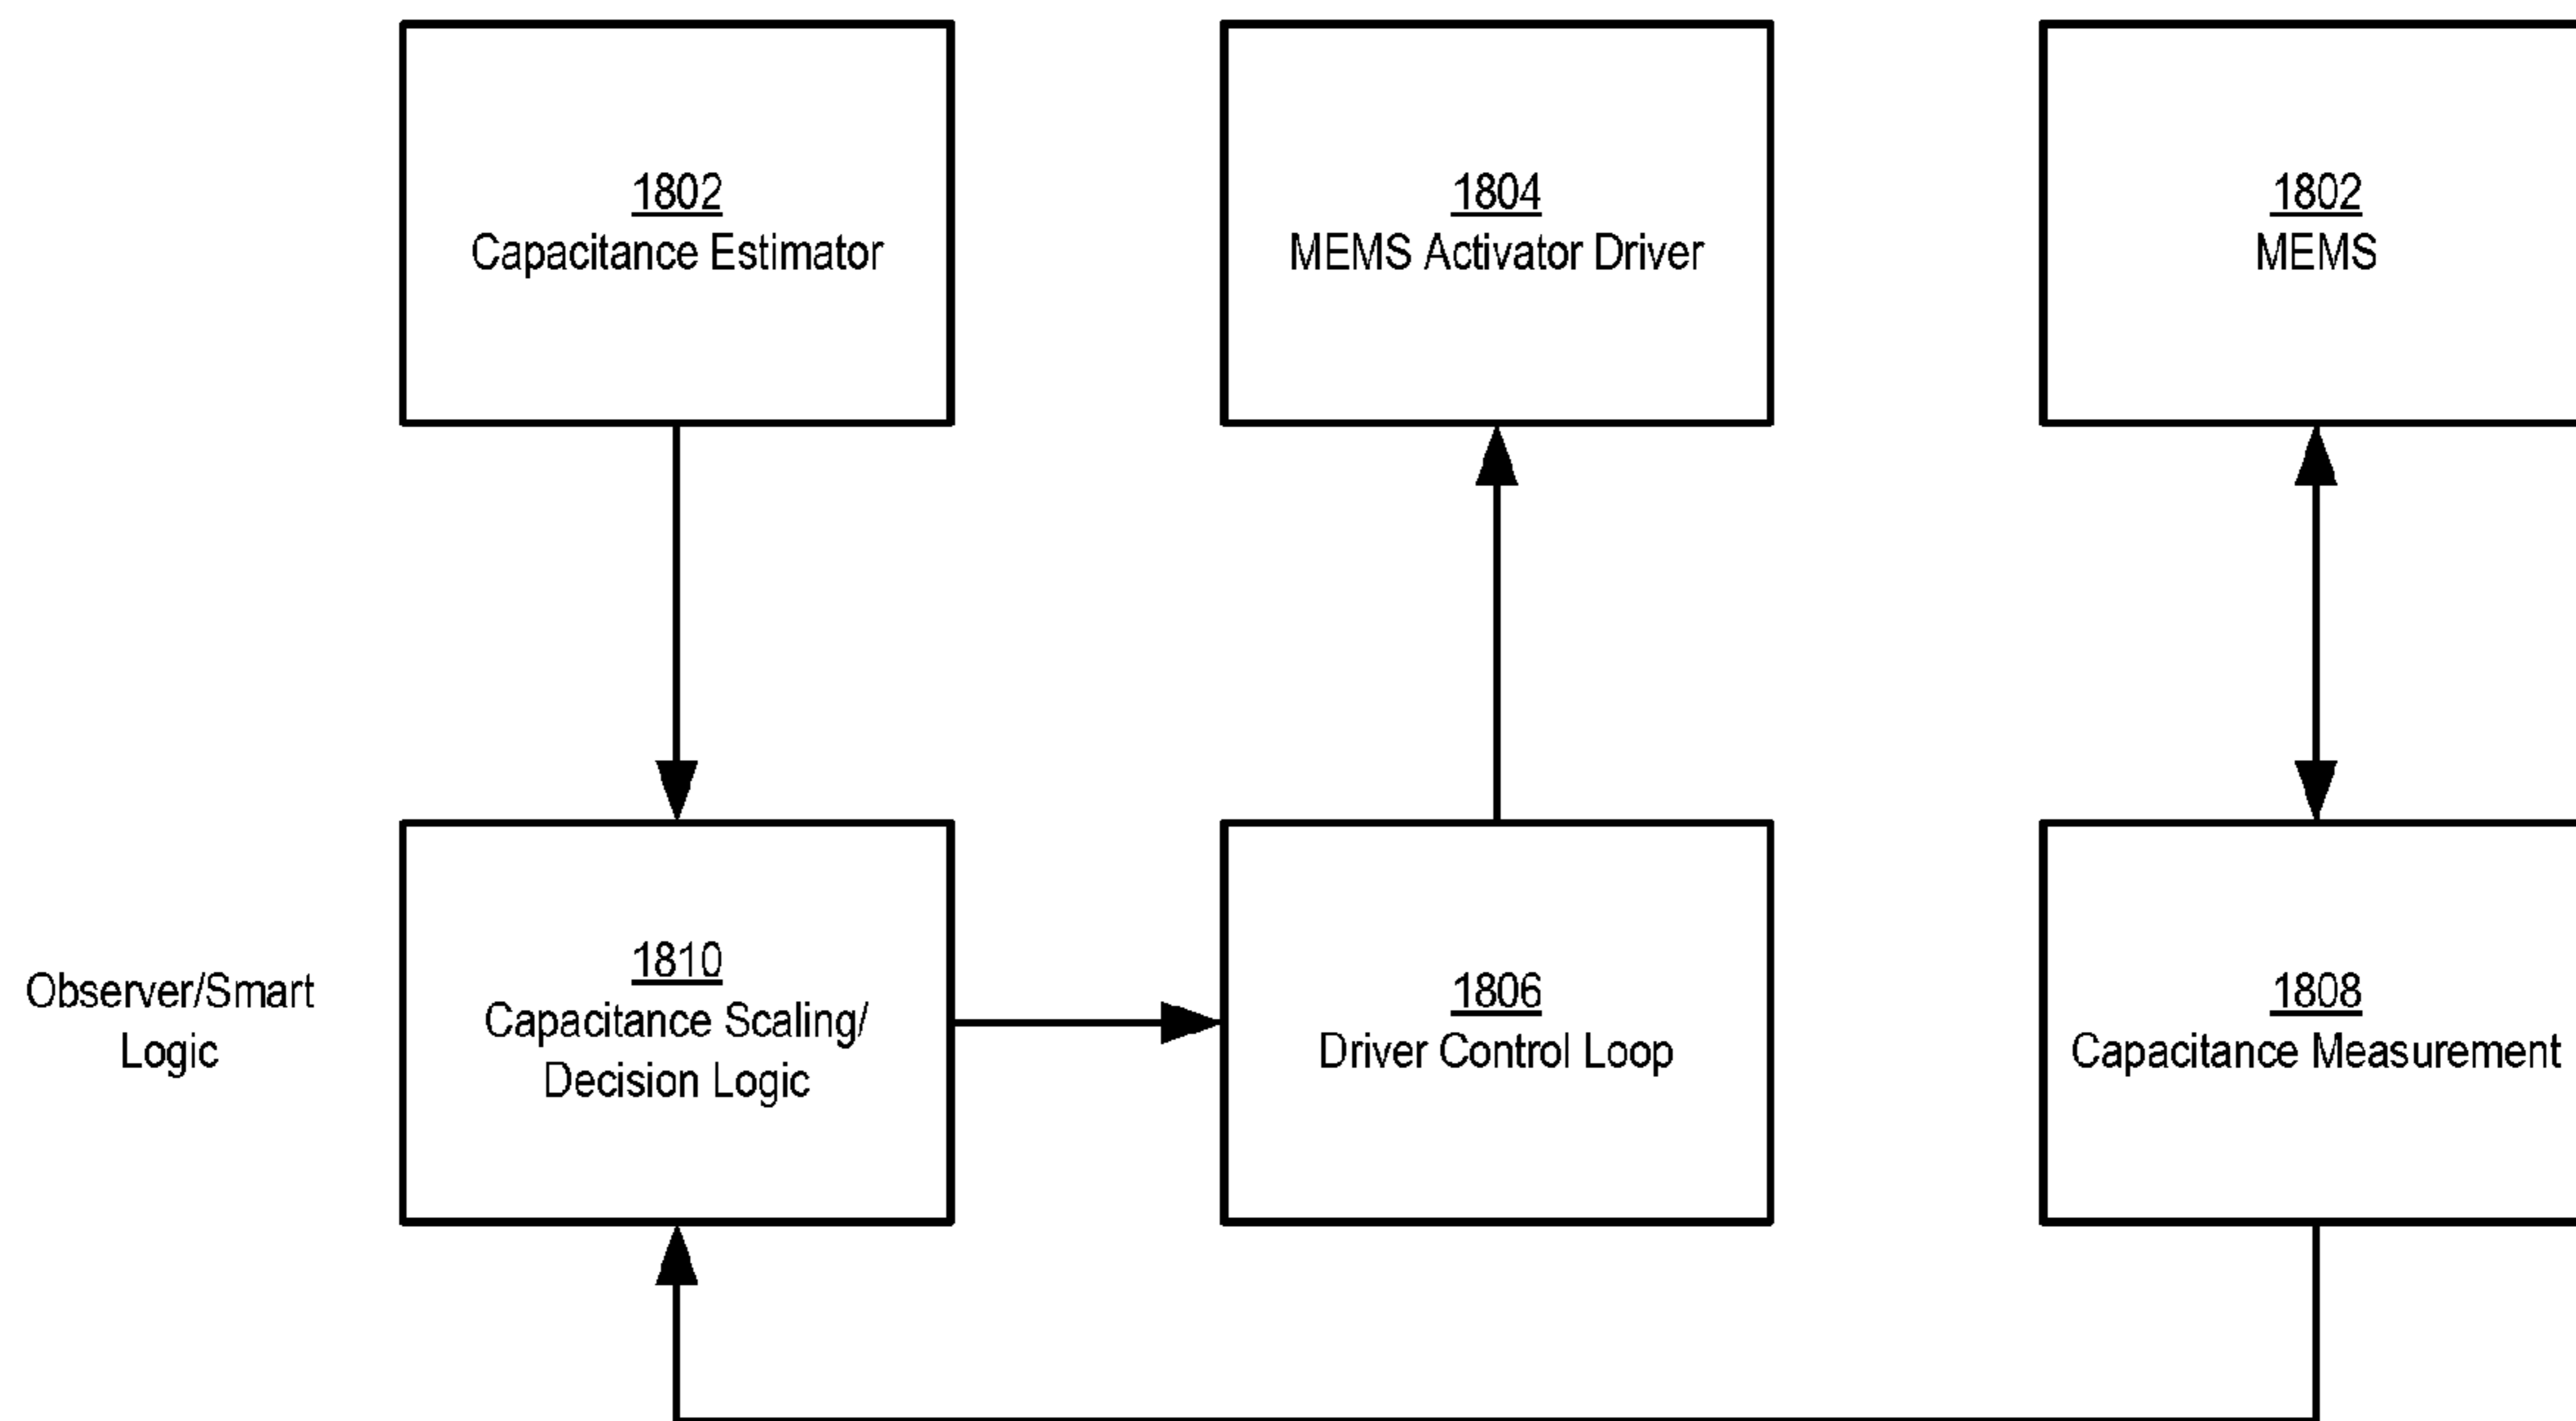 1802
Capacitance Estimator
1804
MEMS Activator Driver
1802
MEMS
Observer/Smart
Logic
1810
Capacitance Scaling/
Decision Logic
1806
Driver Control Loop
1808
Capacitance Measurement